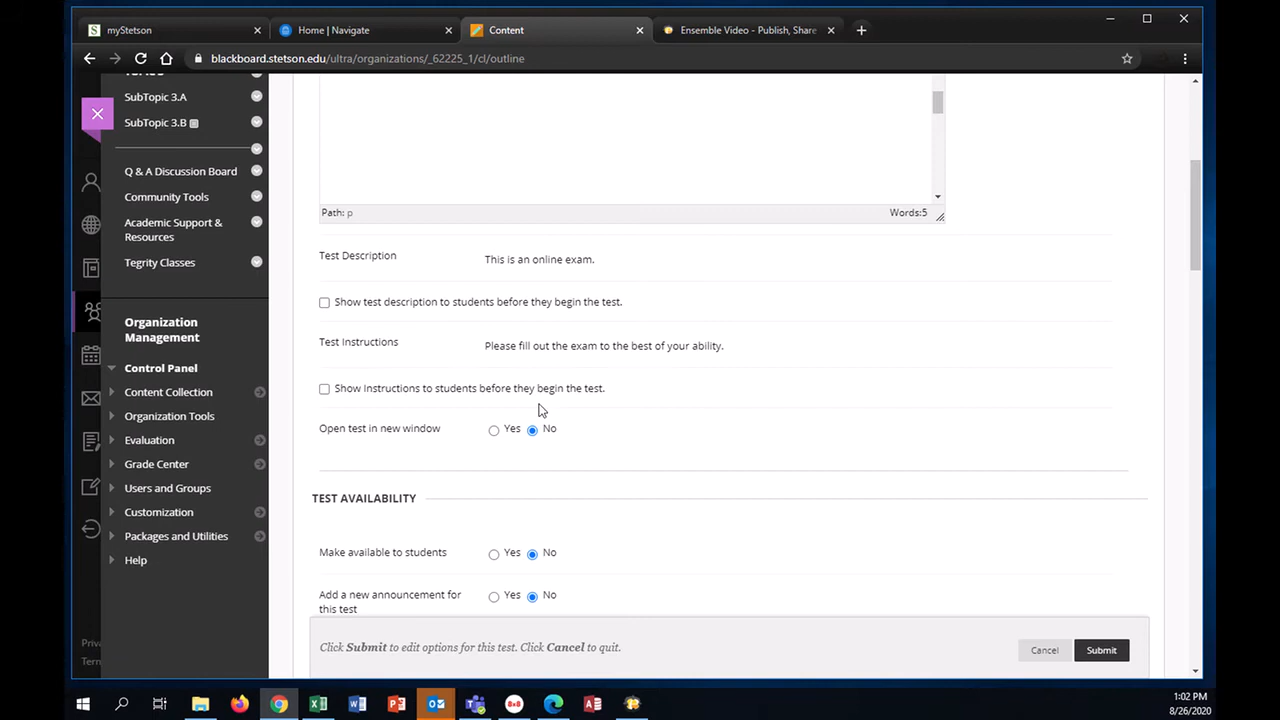 myStetson
Home | Navigate
Content
Ensemble Video - Publish, Share
blackboard.stetson.edu/ultra/organizations/_62225_1/cl/outline
SubTopic 3.A
SubTopic 3.B
Q & A Discussion Board
Community Tools
Academic Support &
Resources
Tegrity Classes
Organization
Management
Control Panel
Content Collection
Organization Tools
Evaluation
Grade Center
Users and Groups
Customization
Packages and Utilities
Help
Priv
Term
Path: p
Words:5
Test Description
This is an online exam.
Show test description to students before they begin the test.
Test Instructions
Please fill out the exam to the best of your ability.
Show Instructions to students before they begin the test.
Open test in new window
Yes No
TEST AVAILABILITY
Make available to students
Yes No
Add a new announcement for
this test
Yes No
Click Submit to edit options for this test. Click Cancel to quit.
Cancel
Submit
1:02 PM
8/26/2020